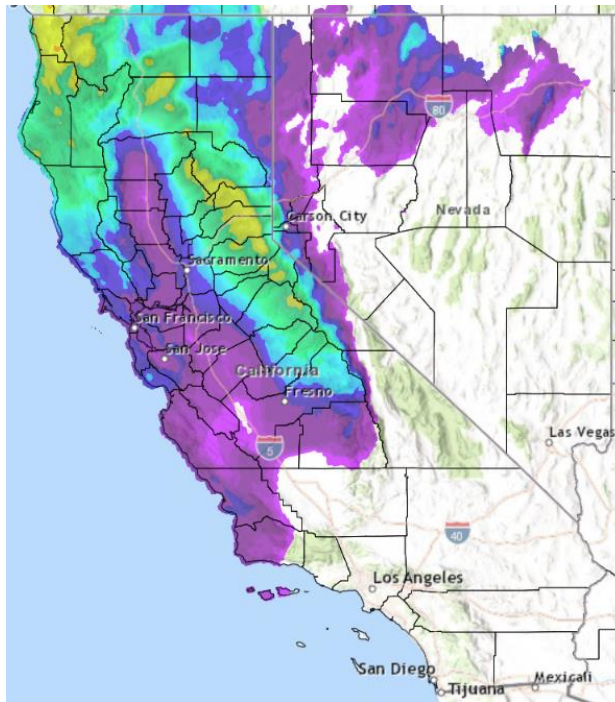 80
Nevada
Carson City
Sacramento
San Francisco
San Jose
California
Fresno
5
Las Vegas
40
Los Angeles
San Diego
Tijuana
Mexicali